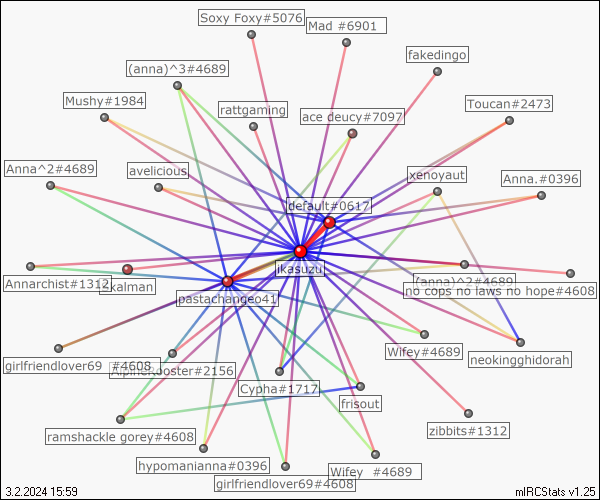 Soxy Foxy#5076
Mad #6901
fakedingo
(anna)^3#4689
Mushy#1984
rattgaming
ace deucy#7097
Toucan#2473
Anna^2#4689
avelicious
xenoyaut
Anna.#0396
default#0617
ikasuzu
Annarchist#1312
kalman
pastachangeo41
(anna)^2#4689
no cops no laws no hope#4608
girlfriendlover69 #4608
#2156
Cypha#1717
Wifey#4689
neokingghidorah
frisout
ramshackle gorey#4608
zibbits#1312
hypomanianna#0396
Wifey #4689
girlfriendlover69#4608
3.2.2024 15:59
mIRCStats v1.25